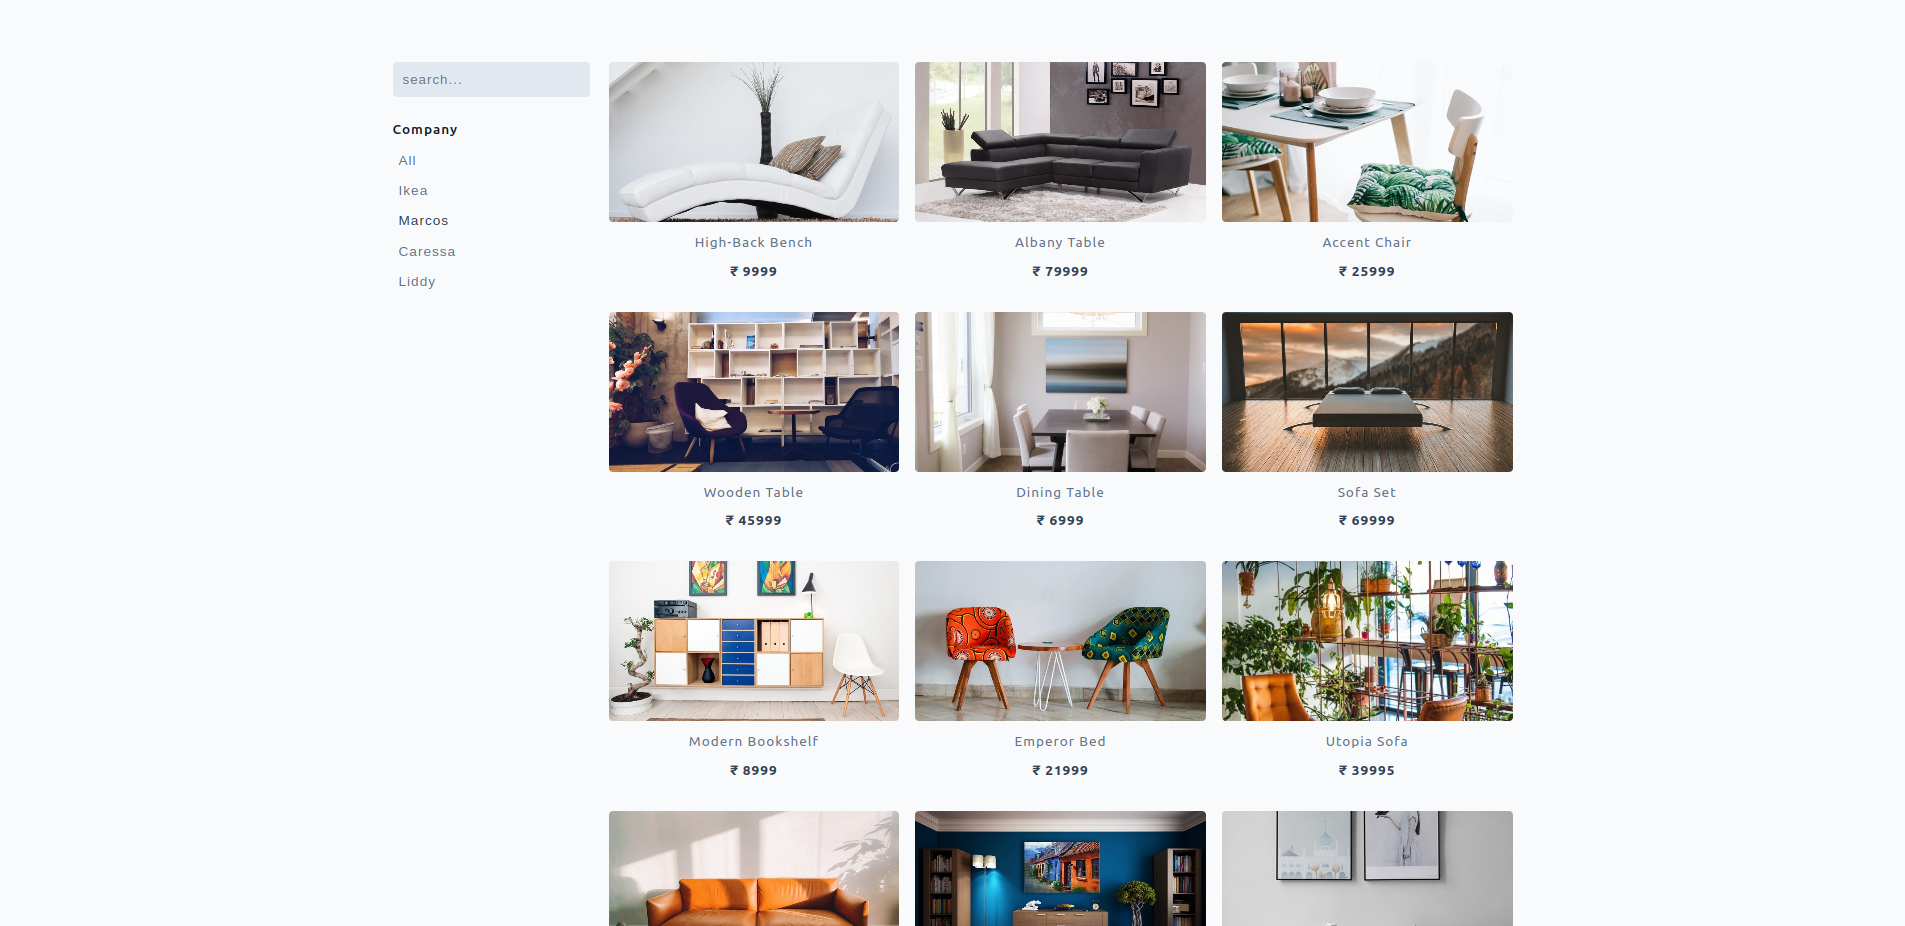 search...
Company
All
Ikea
Marcos
Caressa
Liddy
High-Back Bench
₹ 9999
Albany Table
₹ 79999
Accent Chair
₹ 25999
Wooden Table
₹ 45999
Dining Table
₹ 6999
Sofa Set
₹ 69999
Modern Bookshelf
₹ 8999
Emperor Bed
₹ 21999
Utopia Sofa
₹ 39995